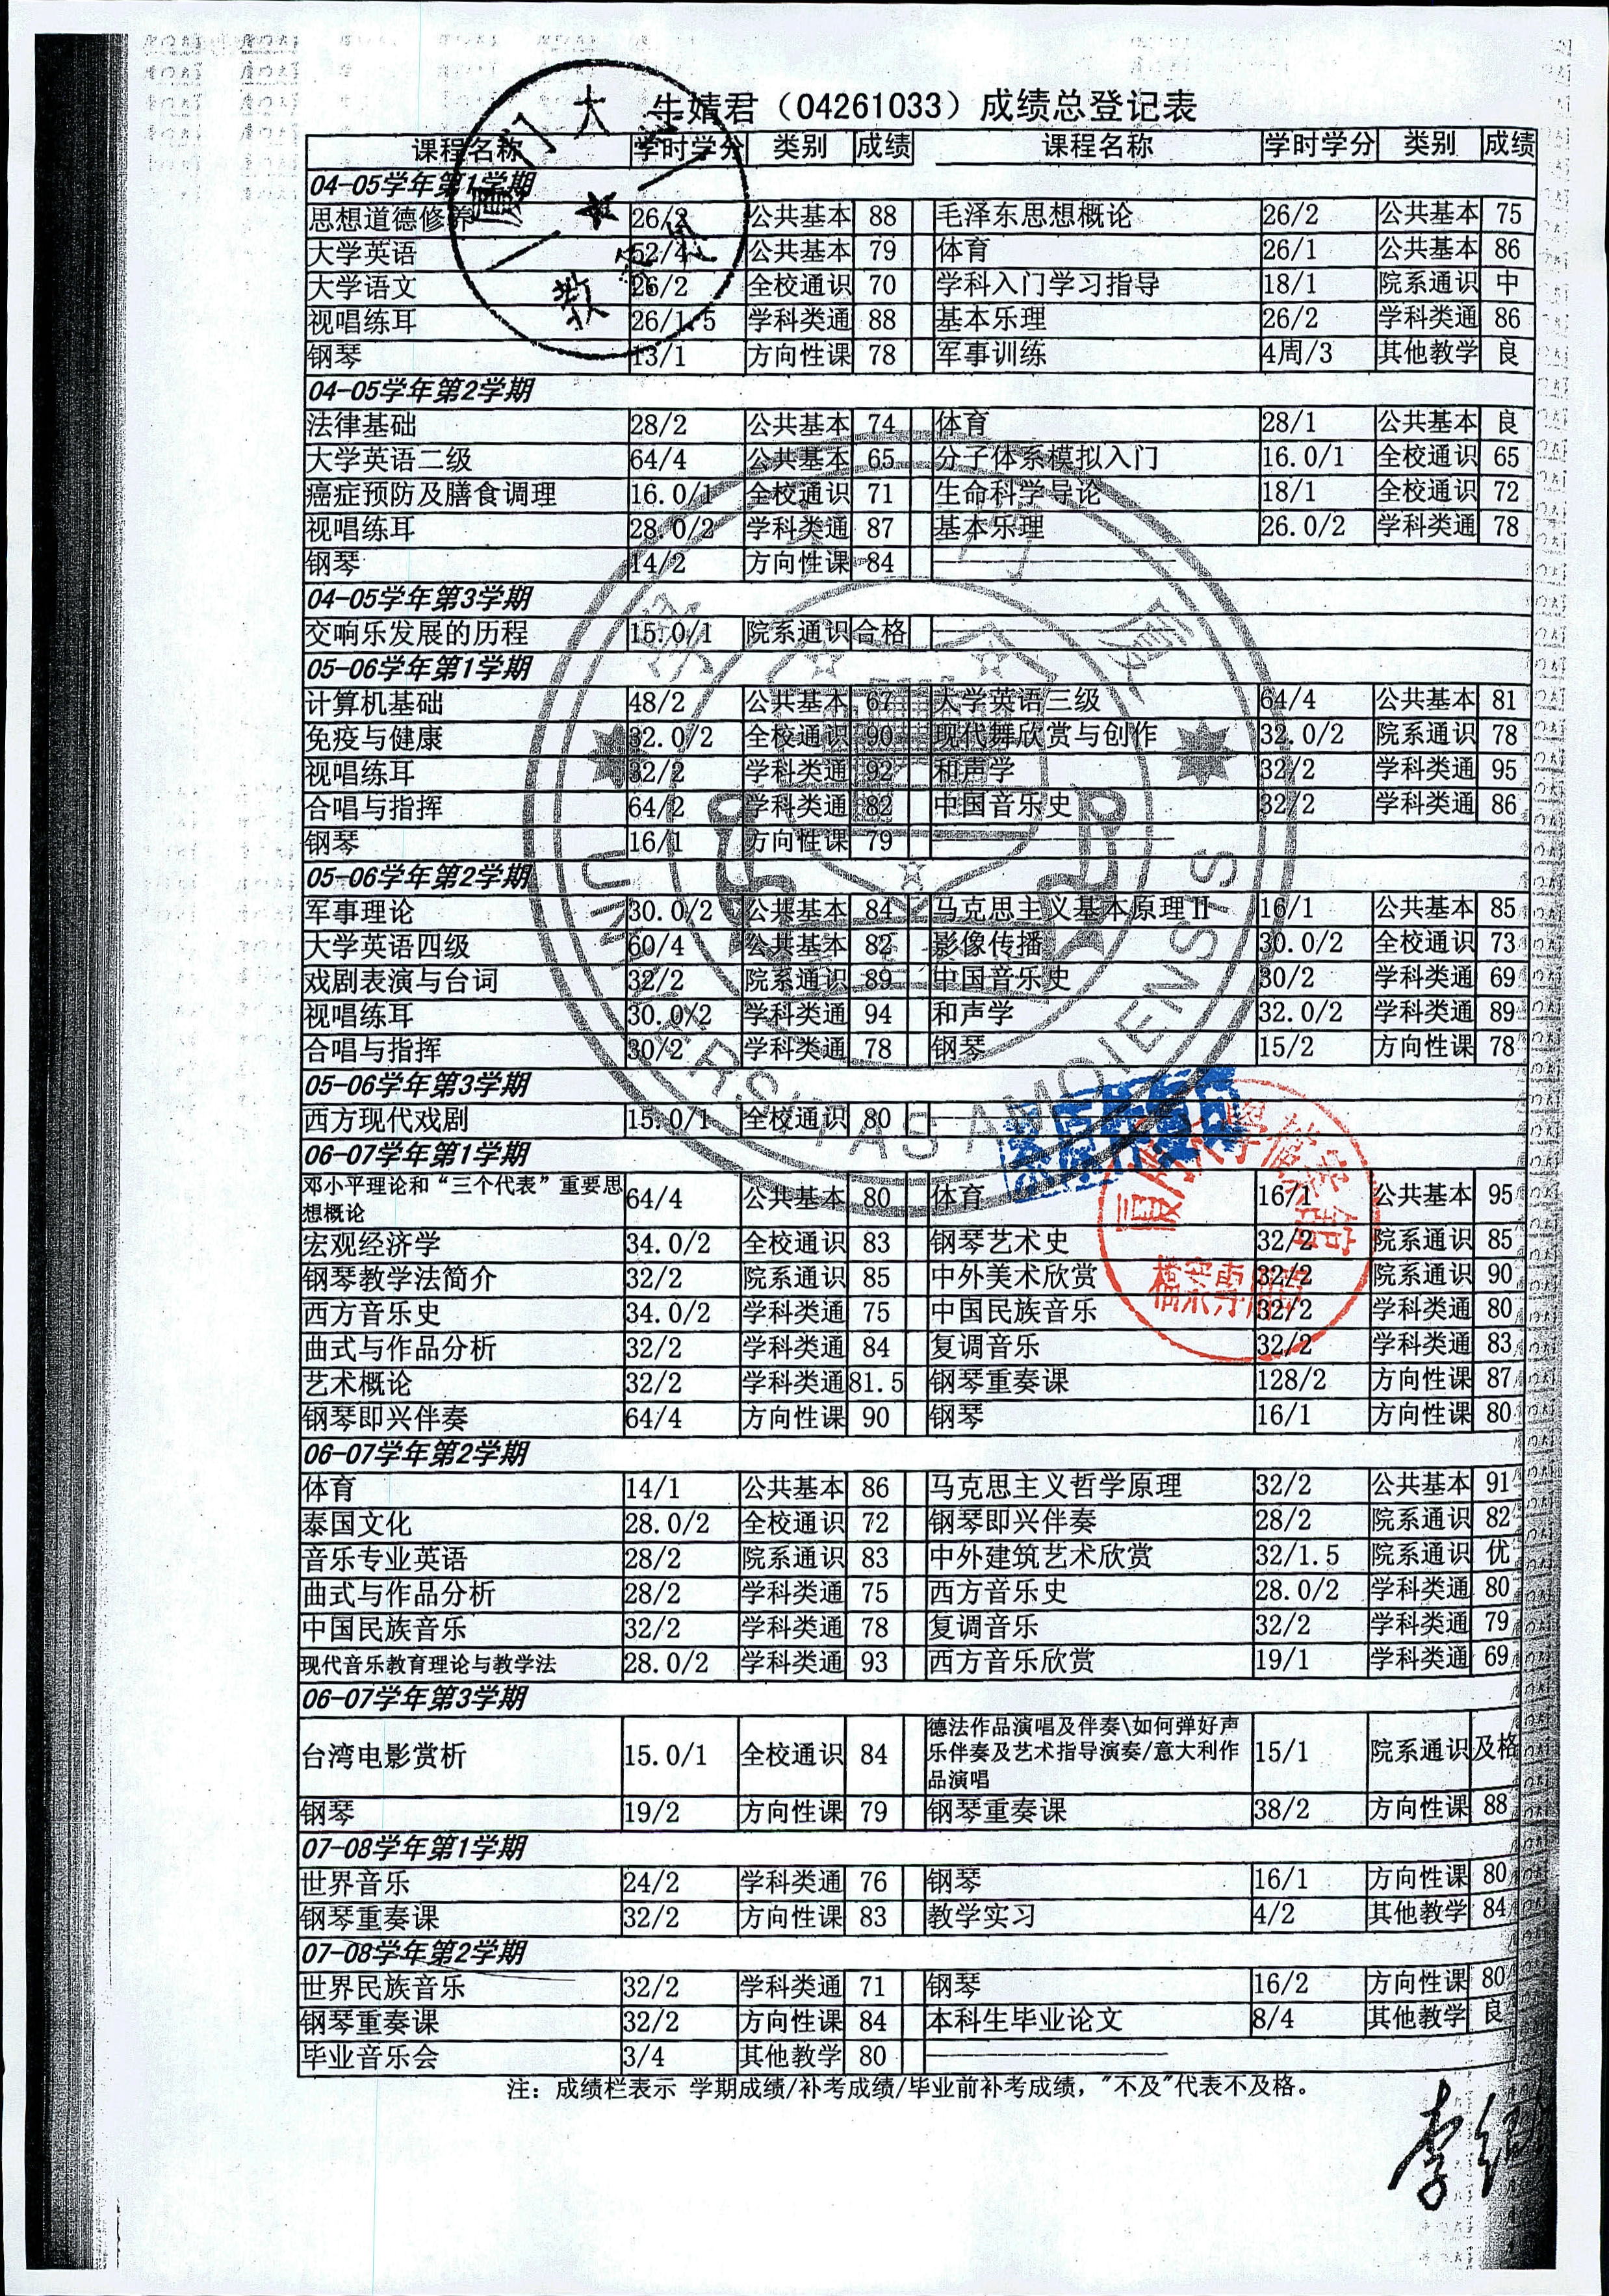 牛婧君（04261033）成绩总登记表
课程名称 学时学分 类别 成绩 课程名称 学时学分 类别 成绩
04-05学年第1学期
思想道德修养 26/2 公共基本 88 毛泽东思想概论 26/2 公共基本 75
大学英语 52/4 公共基本 79 体育 26/1 公共基本 86
大学语文 26/2 全校通识 70 学科入门学习指导 18/1 院系通识 中
视唱练耳 26/1.5 学科类通 88 基本乐理 26/2 学科类通 86
钢琴 13/1 方向性课 78 军事训练 4周/3 其他教学 良
04-05学年第2学期
法律基础 28/2 公共基本 74 体育 28/1 公共基本 良
大学英语二级 64/4 公共基本 65 分子体系模拟入门 16.0/1 全校通识 65
癌症预防及膳食调理 16.0/1 全校通识 71 生命科学导论 18/1 全校通识 72
视唱练耳 28.0/2 学科类通 87 基本乐理 26.0/2 学科类通 78
钢琴 14/2 方向性课 84
04-05学年第3学期
交响乐发展的历程 15.0/1 院系通识 合格
05-06学年第1学期
计算机基础 48/2 公共基本 67 大学英语三级 64/4 公共基本 81
免疫与健康 32.0/2 全校通识 90 现代舞欣赏与创作 32.0/2 院系通识 78
视唱练耳 32/2 学科类通 92 和声学 32/2 学科类通 95
合唱与指挥 64/2 学科类通 82 中国音乐史 32/2 学科类通 86
钢琴 16/1 方向性课 79
05-06学年第2学期
军事理论 30.0/2 公共基本 84 马克思主义基本原理II 16/1 公共基本 85
大学英语四级 60/4 公共基本 82 影像传播 30.0/2 全校通识 73
戏剧表演与台词 32/2 院系通识 89 中国音乐史 30/2 学科类通 69
视唱练耳 30.0/2 学科类通 94 和声学 32.0/2 学科类通 89
合唱与指挥 30/2 学科类通 78 钢琴 15/2 方向性课 78
05-06学年第3学期
西方现代戏剧 15.0/1 全校通识 80
06-07学年第1学期
邓小平理论和“三个代表”重要思想概论 64/4 公共基本 80 体育 16/1 公共基本 95
宏观经济学 34.0/2 全校通识 83 钢琴艺术史 32/2 院系通识 85
钢琴教学法简介 32/2 院系通识 85 中外美术欣赏 32/2 院系通识 90
西方音乐史 34.0/2 学科类通 75 中国民族音乐 32/2 学科类通 80
曲式与作品分析 32/2 学科类通 84 复调音乐 32/2 学科类通 83
艺术概论 32/2 学科类通 81.5 钢琴重奏课 128/2 方向性课 87
钢琴即兴伴奏 64/4 方向性课 90 钢琴 16/1 方向性课 80
06-07学年第2学期
体育 14/1 公共基本 86 马克思主义哲学原理 32/2 公共基本 91
泰国文化 28.0/2 全校通识 72 钢琴即兴伴奏 28/2 院系通识 82
音乐专业英语 28/2 院系通识 83 中外建筑艺术欣赏 32/1.5 院系通识 优
曲式与作品分析 28/2 学科类通 75 西方音乐史 28.0/2 学科类通 80
中国民族音乐 32/2 学科类通 78 复调音乐 32/2 学科类通 79
现代音乐教育理论与教学法 28.0/2 学科类通 93 西方音乐欣赏 19/1 学科类通 69
06-07学年第3学期
台湾电影赏析 15.0/1 全校通识 84 德法作品演唱及伴奏\如何弹好声乐伴奏及艺术指导演奏/意大利作品演唱 15/1 院系通识 及格
钢琴 19/2 方向性课 79 钢琴重奏课 38/2 方向性课 88
07-08学年第1学期
世界音乐 24/2 学科类通 76 钢琴 16/1 方向性课 80
钢琴重奏课 32/2 方向性课 83 教学实习 4/2 其他教学 84
07-08学年第2学期
世界民族音乐 32/2 学科类通 71 钢琴 16/2 方向性课 80
钢琴重奏课 32/2 方向性课 84 本科生毕业论文 8/4 其他教学 良
毕业音乐会 3/4 其他教学 80
注：成绩栏表示 学期成绩/补考成绩/毕业前补考成绩，"不及"代表不及格。
厦门大学
教务处
厦门大学
UNIVERSITAS AMOIENSIS
系原件复印
厦门大学档案馆
档案专用章